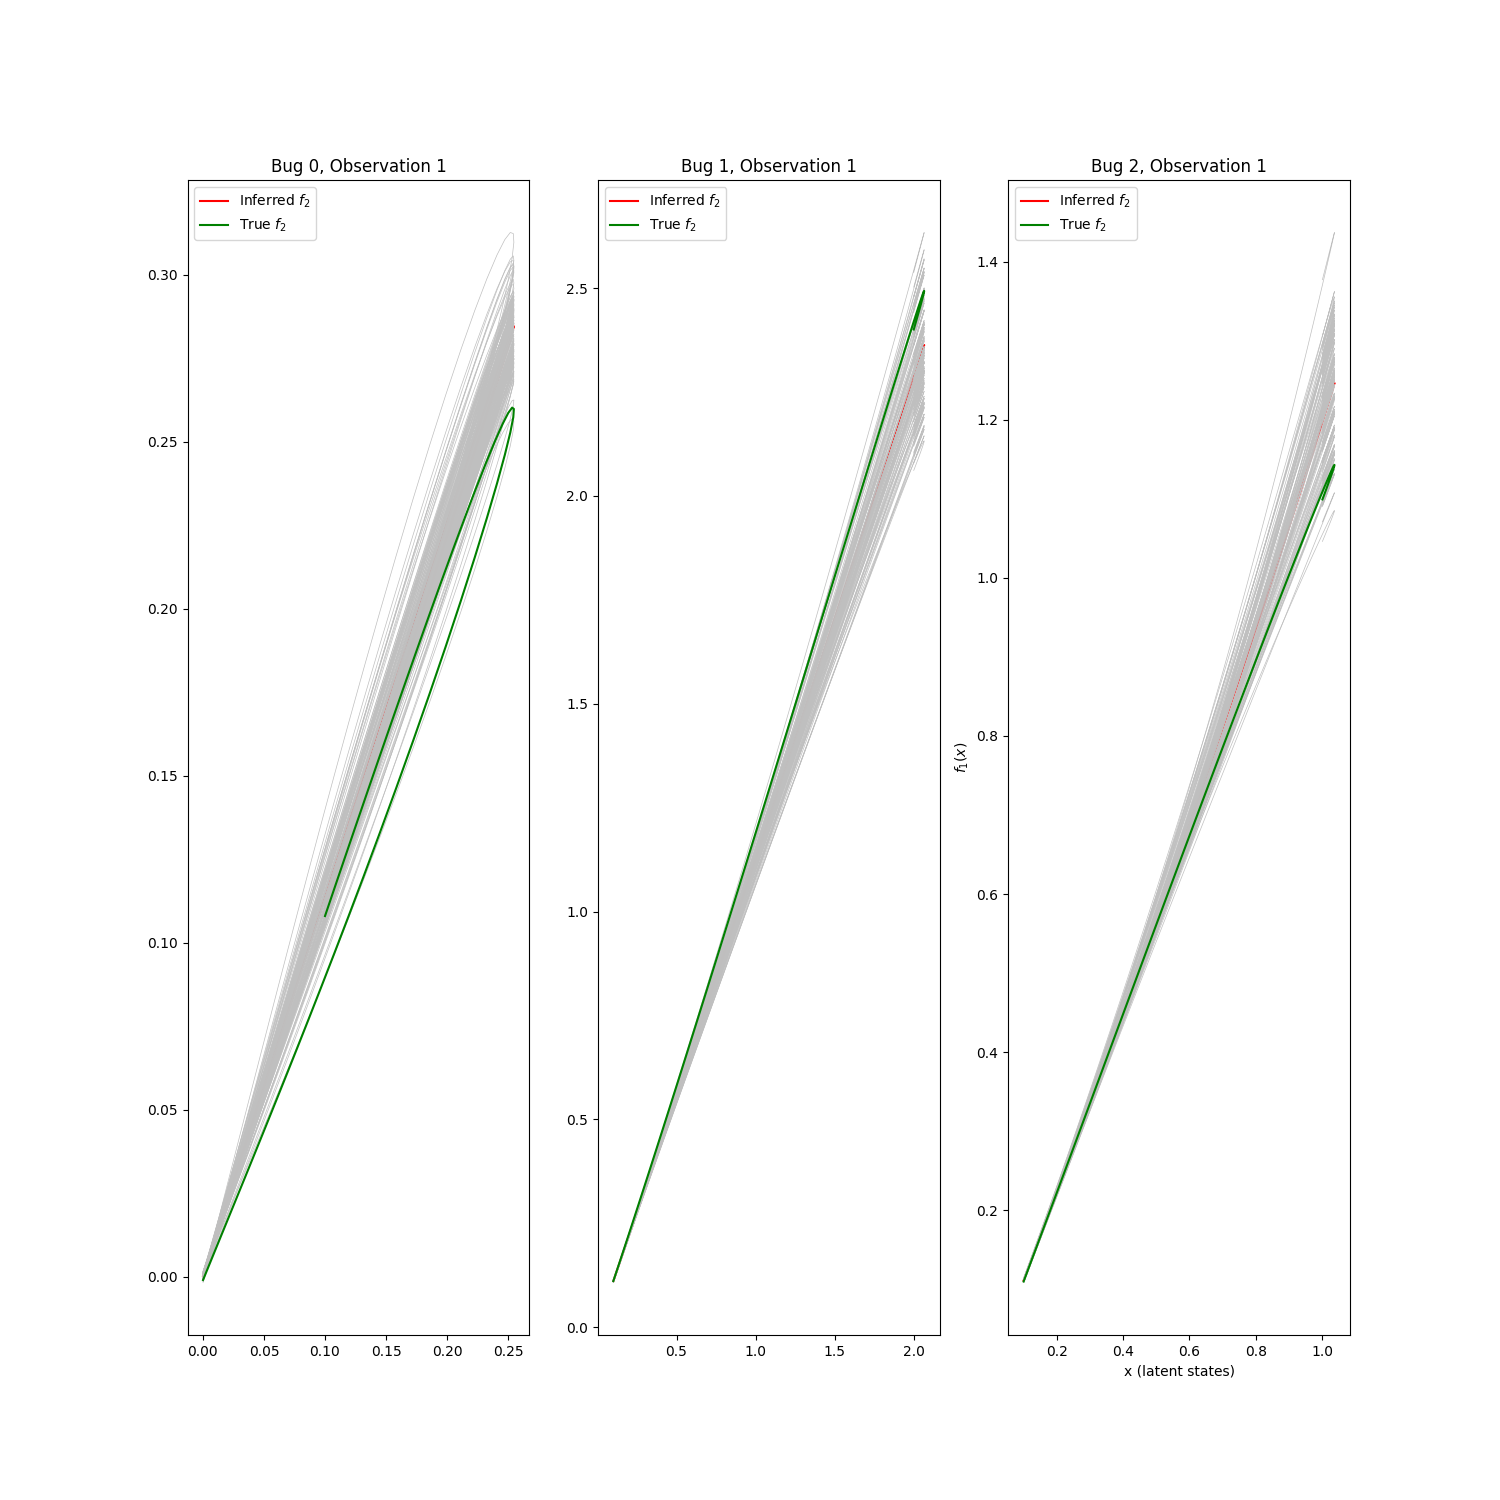 Bug 0, Observation 1
Inferred f₂
True f₂
0.30
0.25
0.20
0.15
0.10
0.05
0.00
0.00 0.05 0.10 0.15 0.20 0.25
Bug 1, Observation 1
Inferred f₂
True f₂
2.5
2.0
1.5
1.0
0.5
0.0
0.5 1.0 1.5 2.0
Bug 2, Observation 1
Inferred f₂
True f₂
f₁(x)
1.4
1.2
1.0
0.8
0.6
0.4
0.2
0.2 0.4 0.6 0.8 1.0
x (latent states)